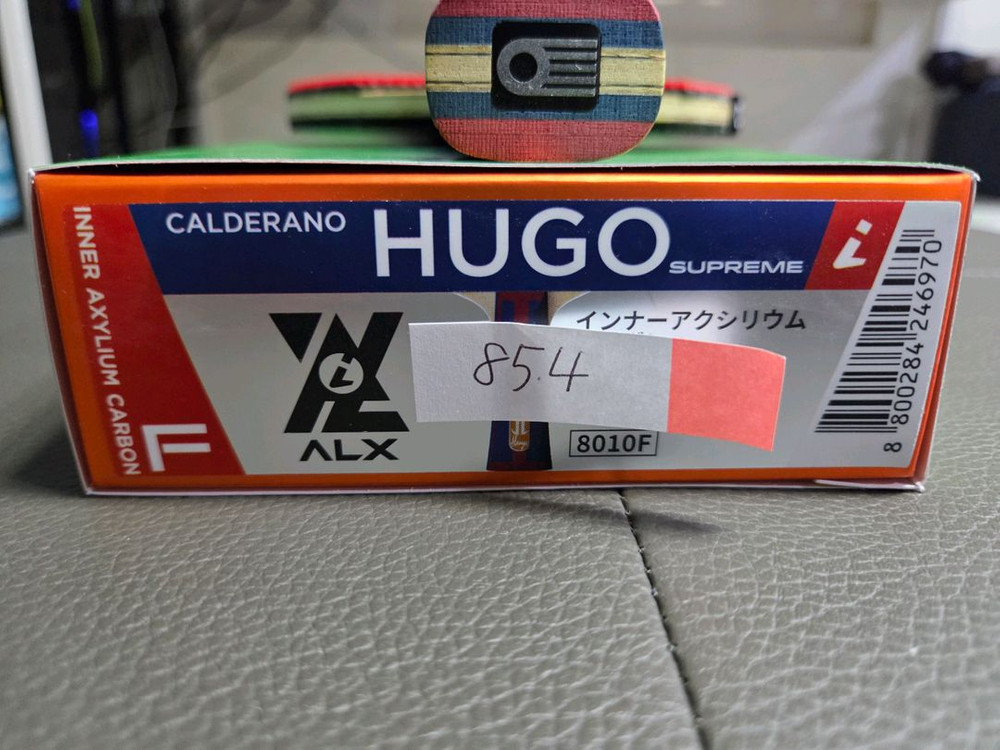 CALDERANO HUGO SUPREME i
INNER AXYLIUM CARBON FL
i
ALX
インナーアクシリウム
85.4
8010F
8 800284 246970